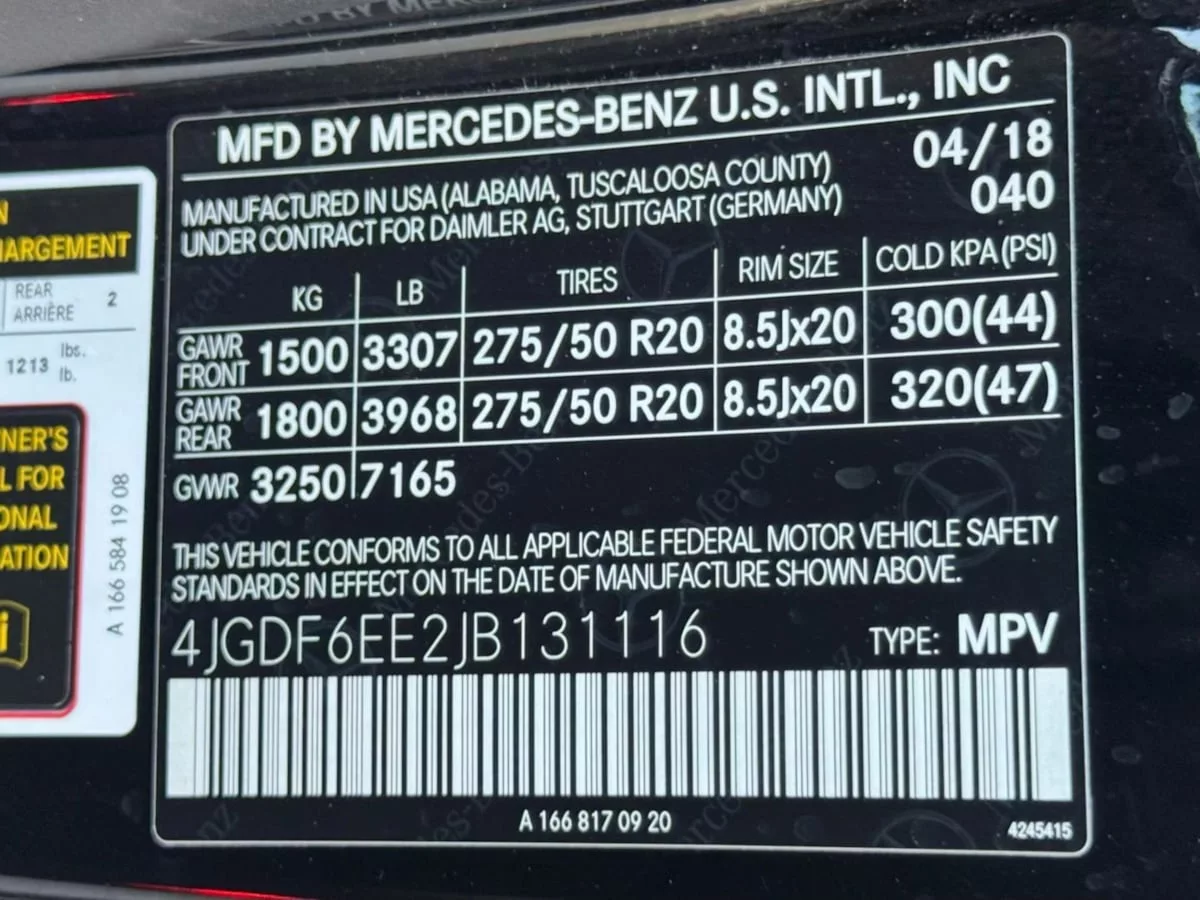 MFD BY MERCEDES-BENZ U.S. INTL., INC
MANUFACTURED IN USA (ALABAMA, TUSCALOOSA COUNTY) 04/18
UNDER CONTRACT FOR DAIMLER AG, STUTTGART (GERMANY) 040
KG LB TIRES RIM SIZE COLD KPA (PSI)
GAWR FRONT 1500 3307 275/50 R20 8.5Jx20 300(44)
GAWR REAR 1800 3968 275/50 R20 8.5Jx20 320(47)
GVWR 3250 7165
THIS VEHICLE CONFORMS TO ALL APPLICABLE FEDERAL MOTOR VEHICLE SAFETY
STANDARDS IN EFFECT ON THE DATE OF MANUFACTURE SHOWN ABOVE.
4JGDF6EE2JB131116 TYPE: MPV
A 166 817 09 20 4245415
N
HARGEMENT
REAR 2
ARRIÈRE
1213 lbs.
lb.
NER'S
L FOR
ONAL
ATION
i
A 166 584 19 08